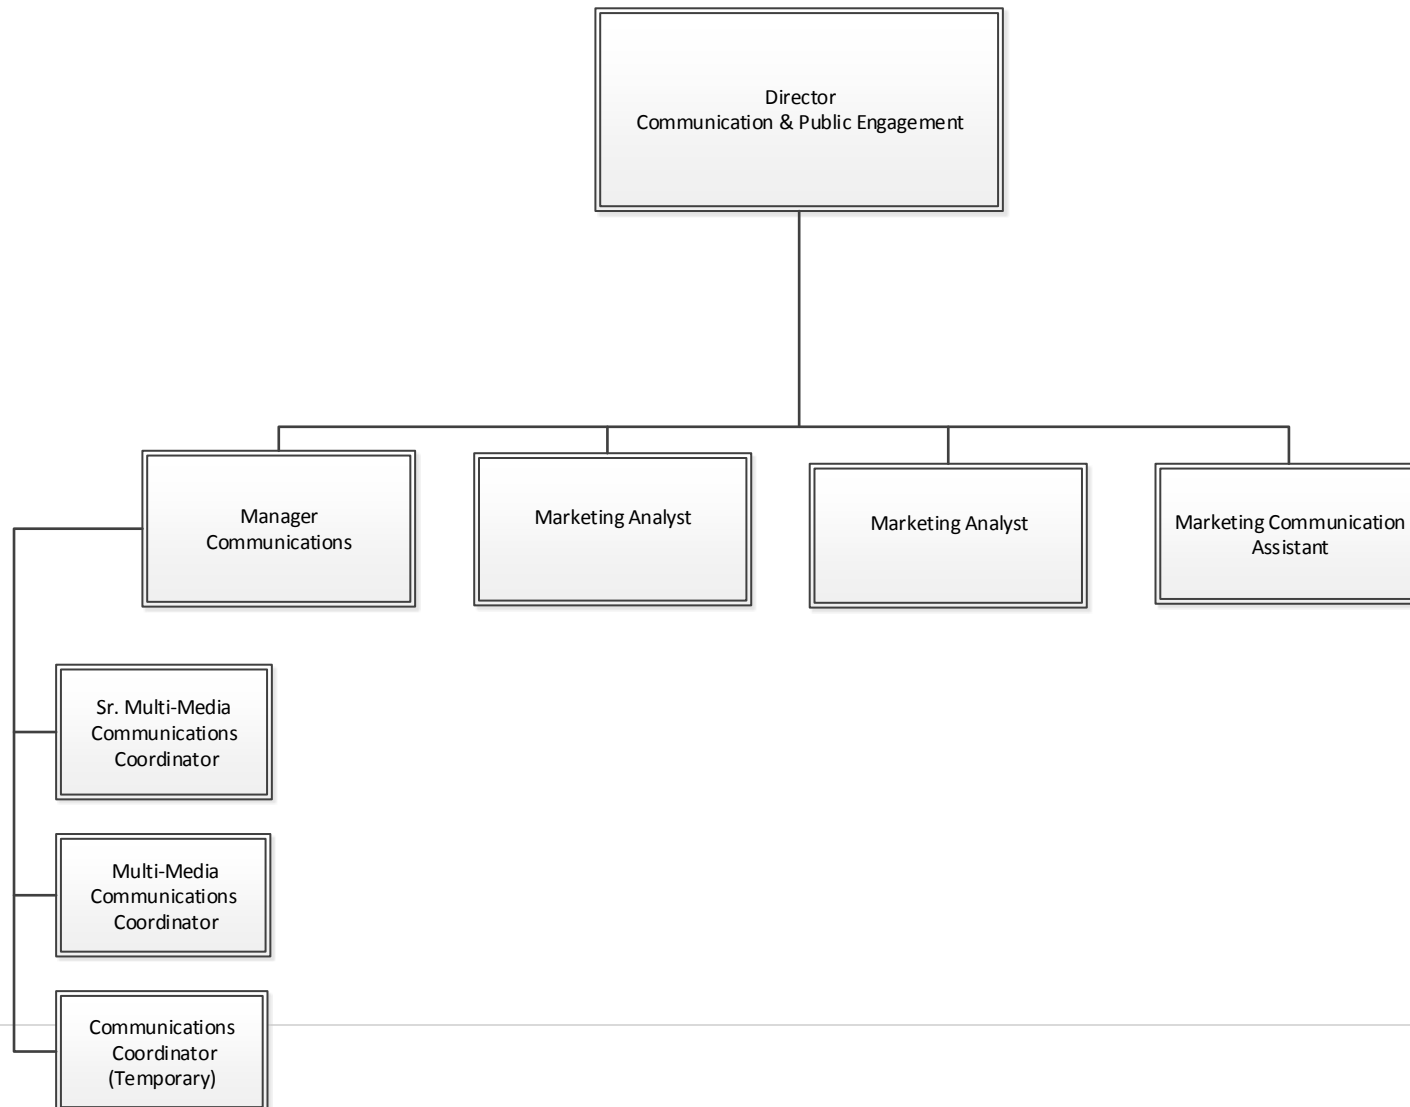 Director
Communication & Public Engagement
Manager
Communications
Marketing Analyst
Marketing Analyst
Marketing Communication
Assistant
Sr. Multi-Media
Communications
Coordinator
Multi-Media
Communications
Coordinator
Communications
Coordinator
(Temporary)